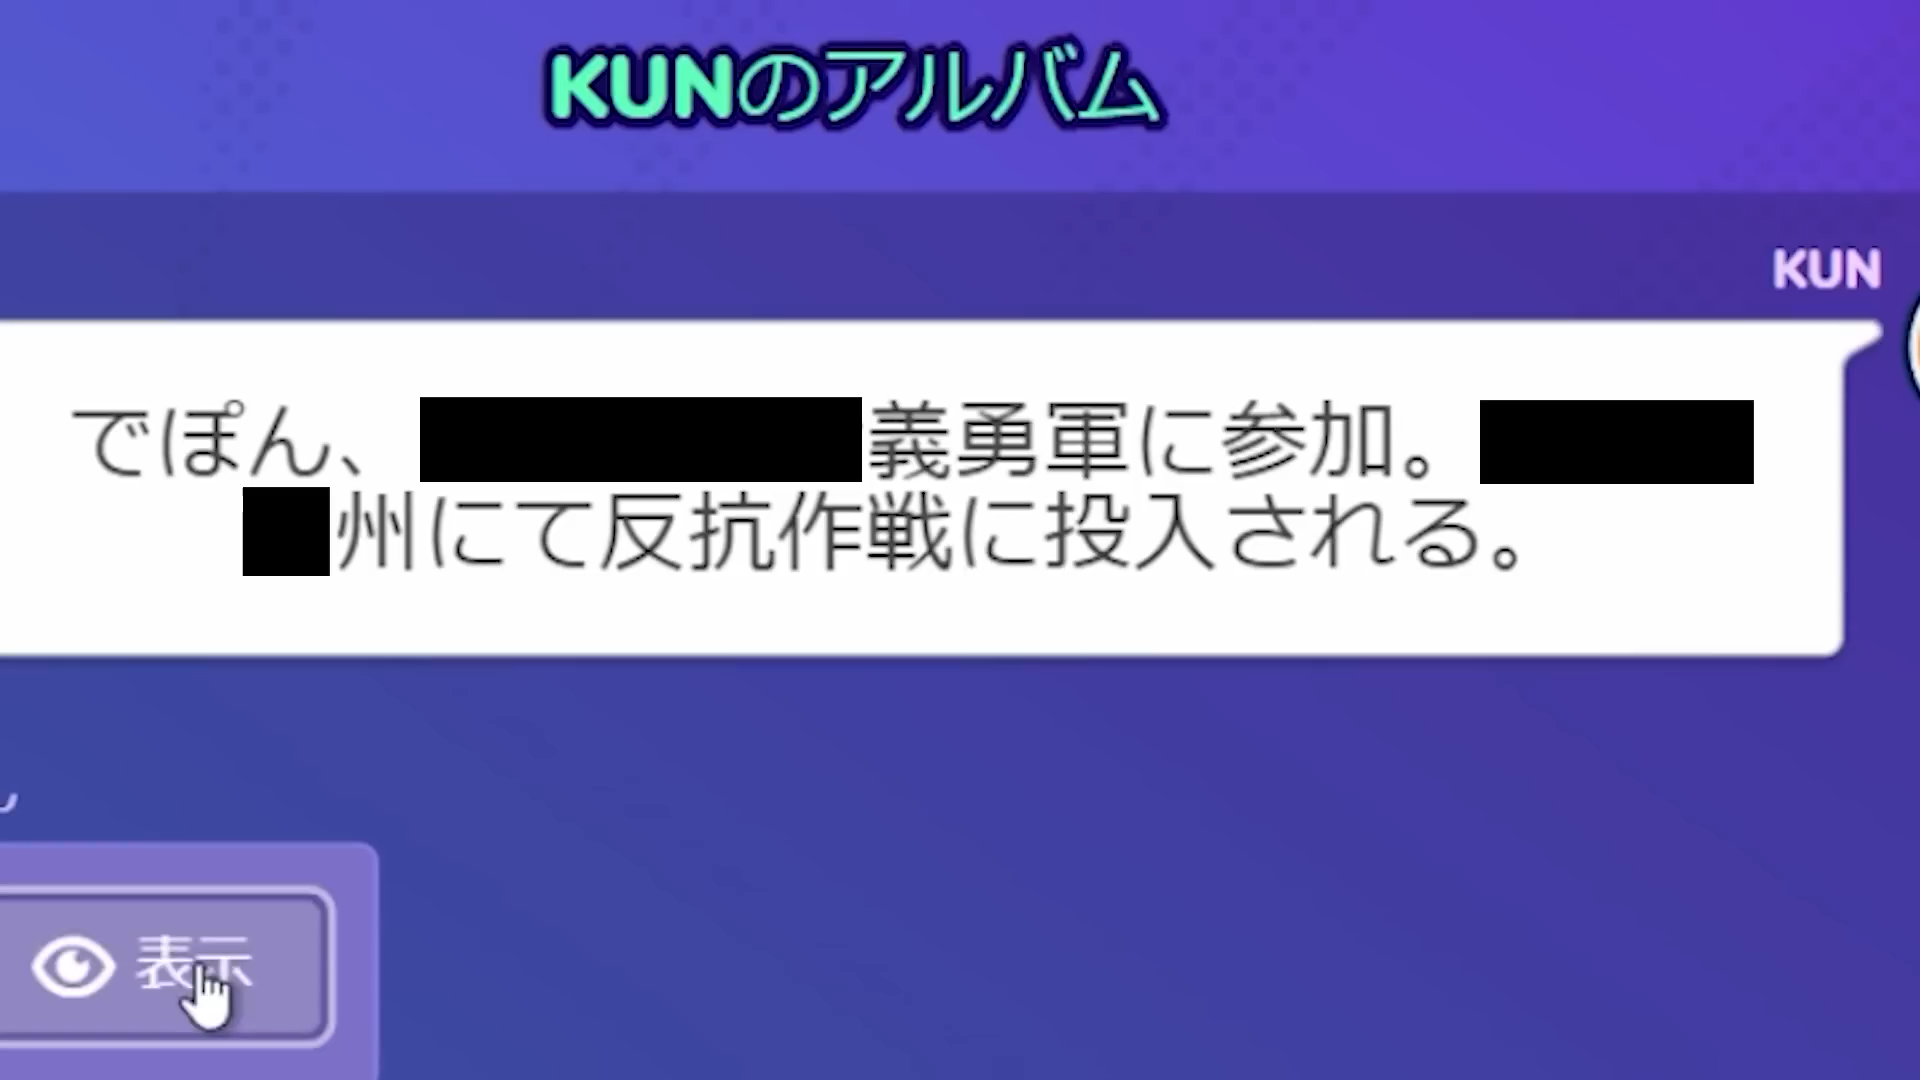 KUNのアルバム
KUN
でぽん、義勇軍に参加。
州にて反抗作戦に投入される。
表示